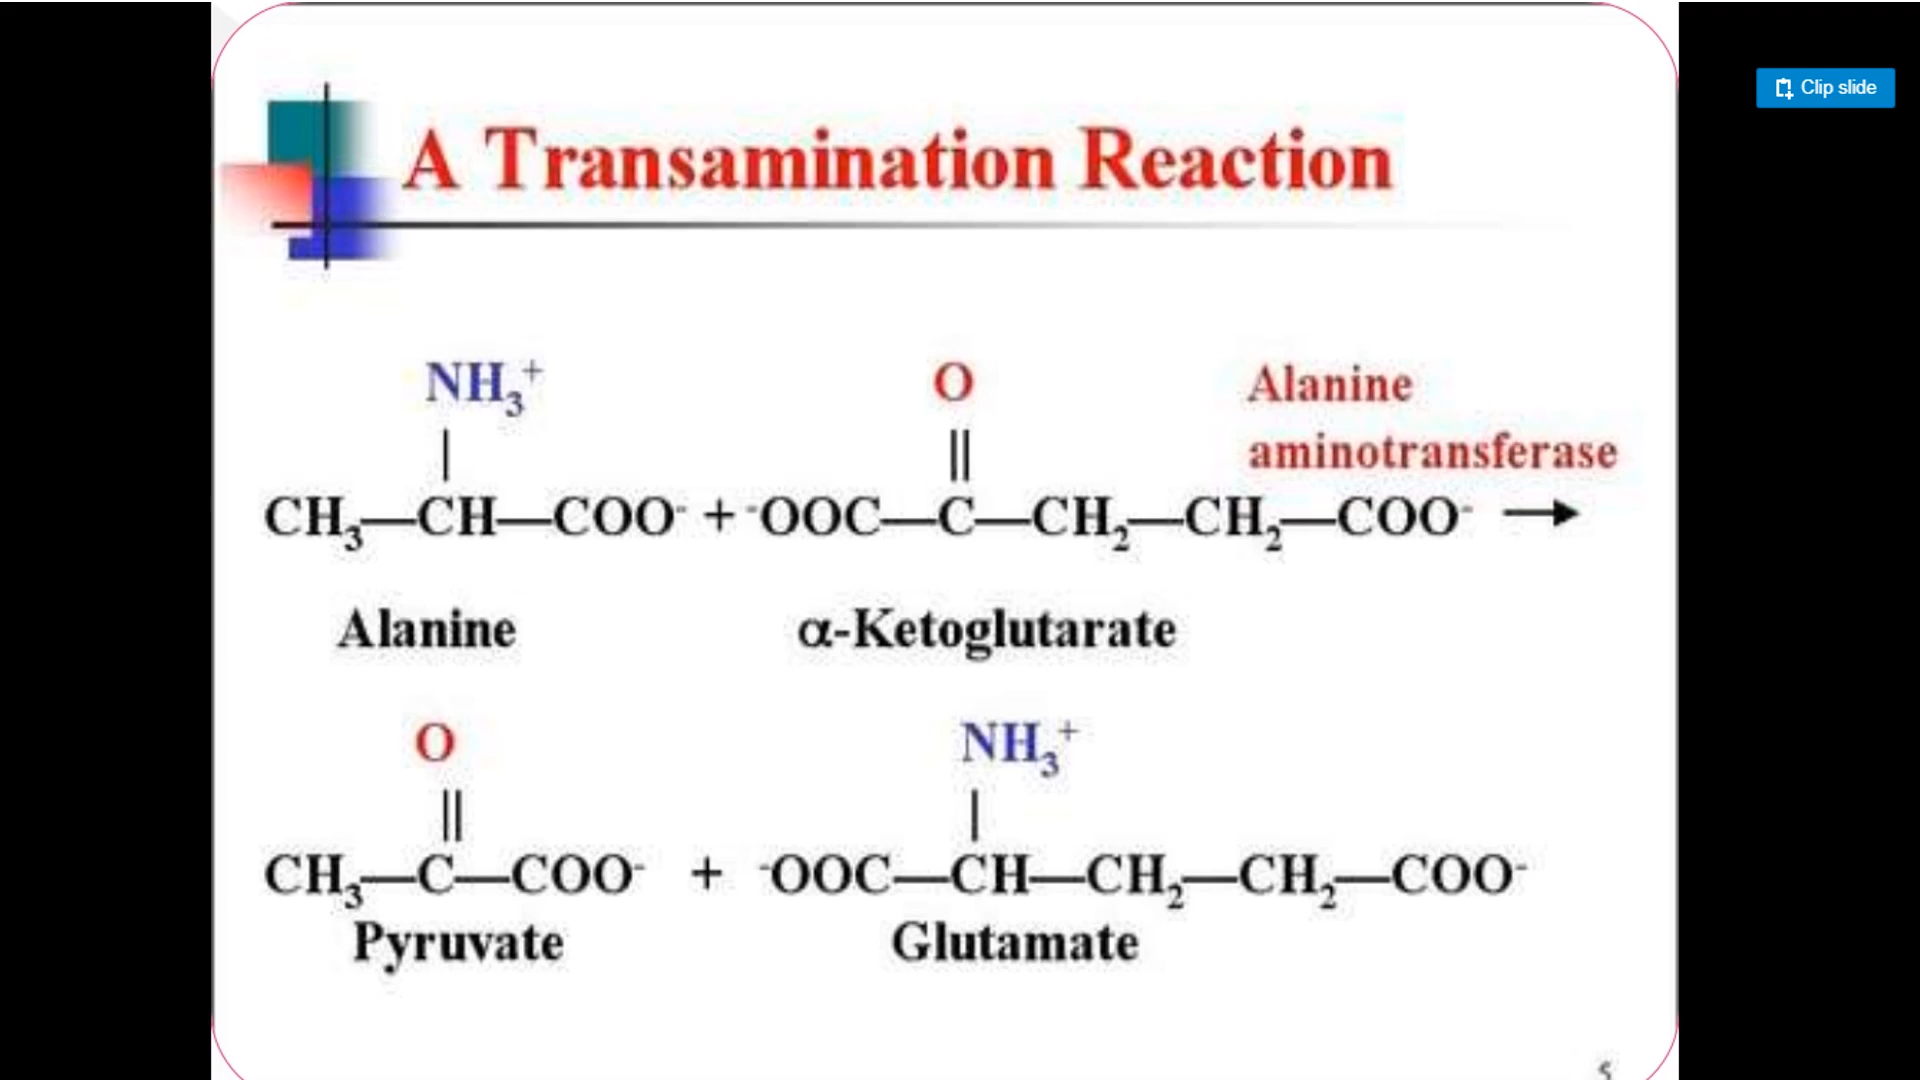 Clip slide
A Transamination Reaction
NH₃⁺ O Alanine
| || aminotransferase
CH₃—CH—COO⁻ + ⁻OOC—C—CH₂—CH₂—COO⁻ →
Alanine α-Ketoglutarate
O NH₃⁺
|| |
CH₃—C—COO⁻ + ⁻OOC—CH—CH₂—CH₂—COO⁻
Pyruvate Glutamate
5